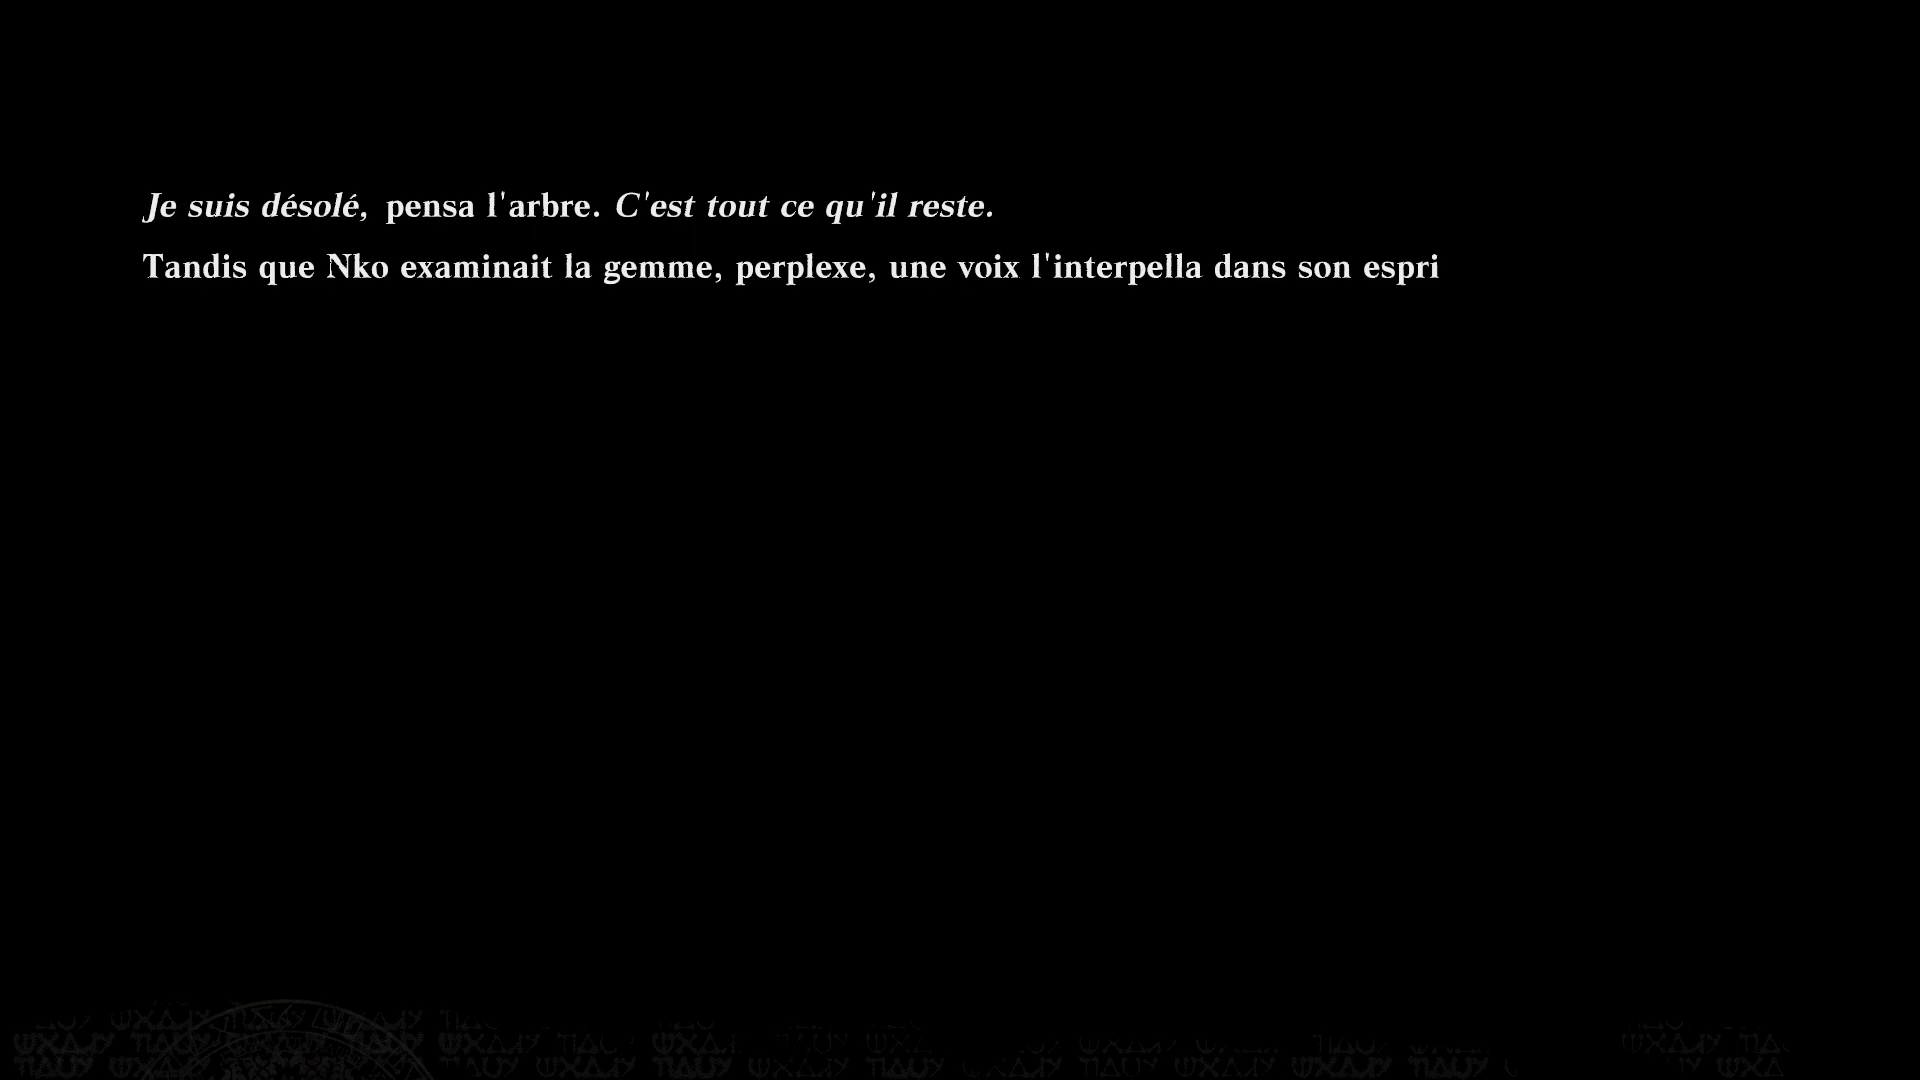 Je suis désolé, pensa l'arbre. C'est tout ce qu'il reste.
Tandis que Nko examinait la gemme, perplexe, une voix l'interpella dans son espri